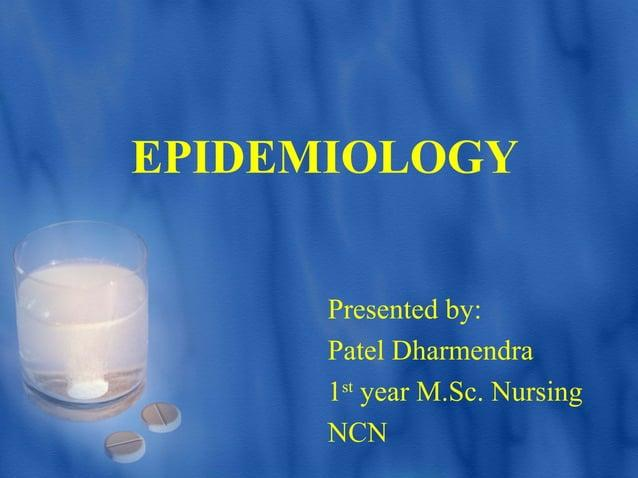 EPIDEMIOLOGY
Presented by:
Patel Dharmendra
1st year M.Sc. Nursing
NCN